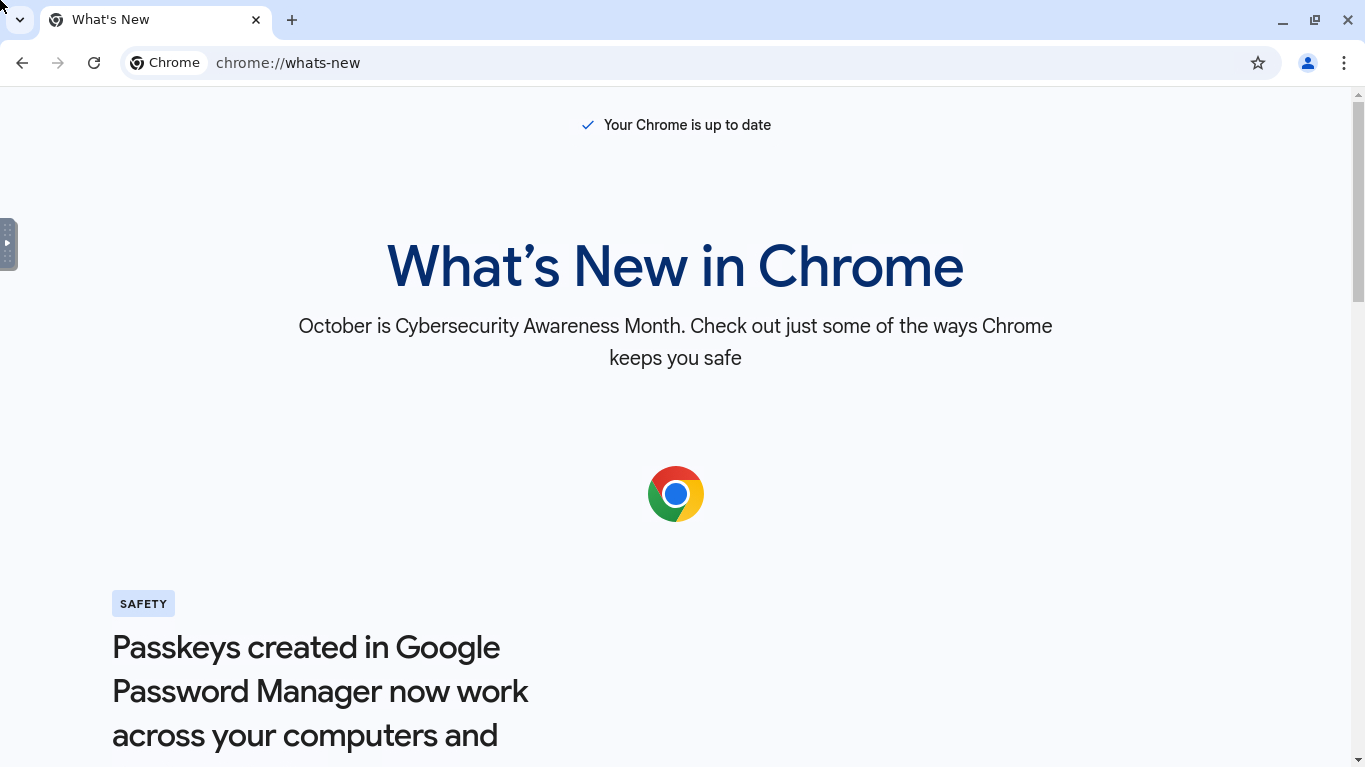 What's New
Chrome
chrome://whats-new
Your Chrome is up to date
What’s New in Chrome
October is Cybersecurity Awareness Month. Check out just some of the ways Chrome
keeps you safe
SAFETY
Passkeys created in Google
Password Manager now work
across your computers and